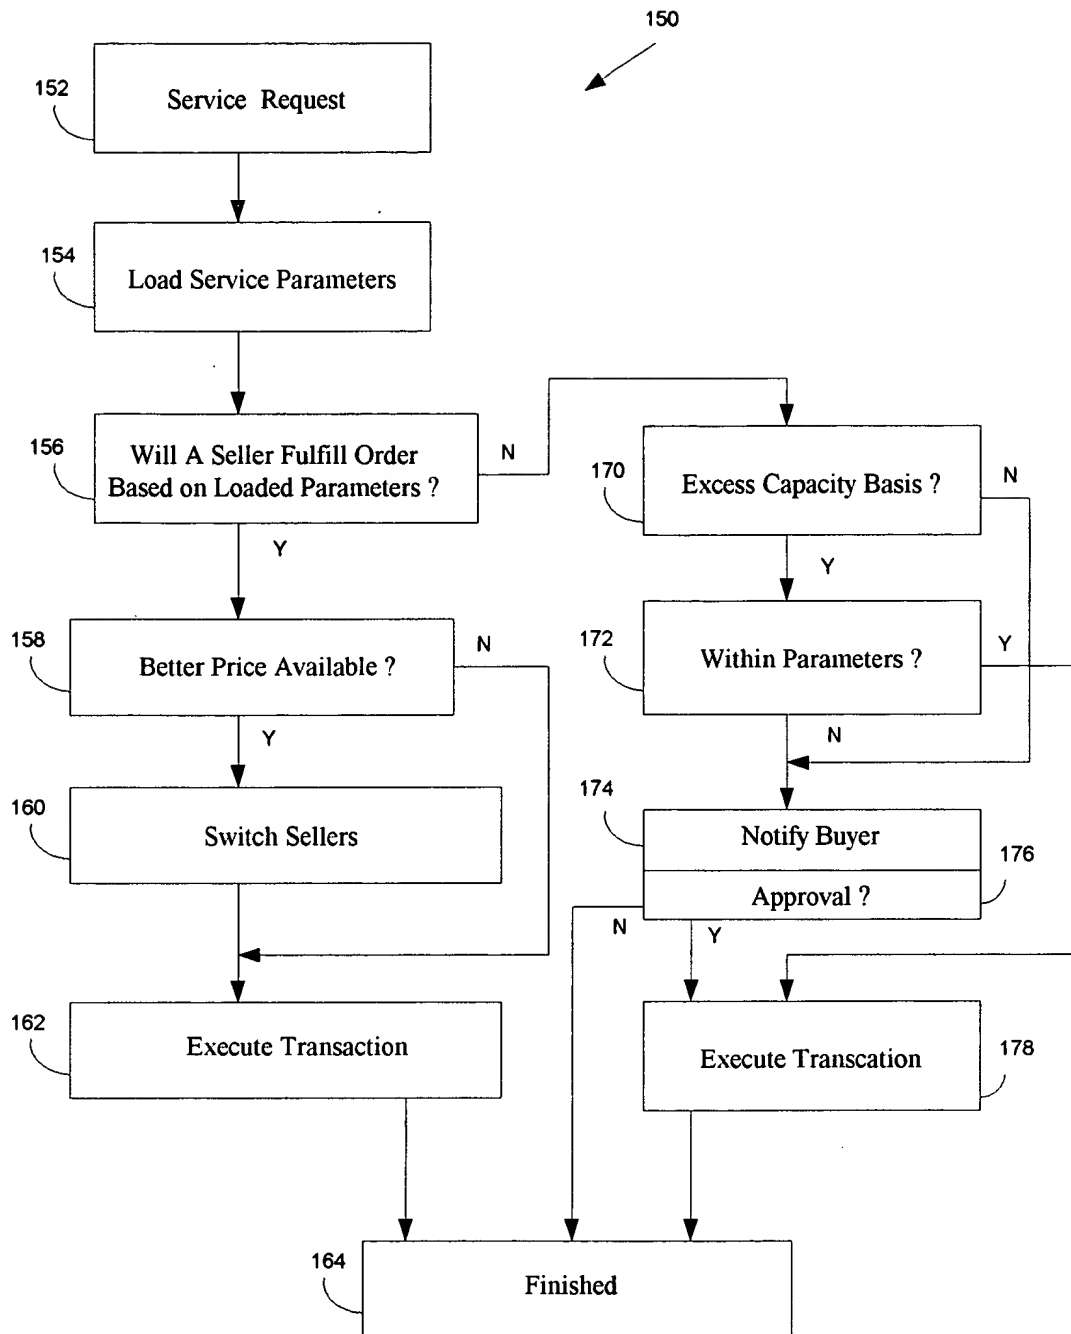 150
152
Service Request
154
Load Service Parameters
156
Will A Seller Fulfill Order
Based on Loaded Parameters ?
N
Y
170
Excess Capacity Basis ?
N
Y
158
Better Price Available ?
N
Y
172
Within Parameters ?
Y
N
160
Switch Sellers
174
Notify Buyer
176
Approval ?
N
Y
162
Execute Transaction
Execute Transcation
178
164
Finished